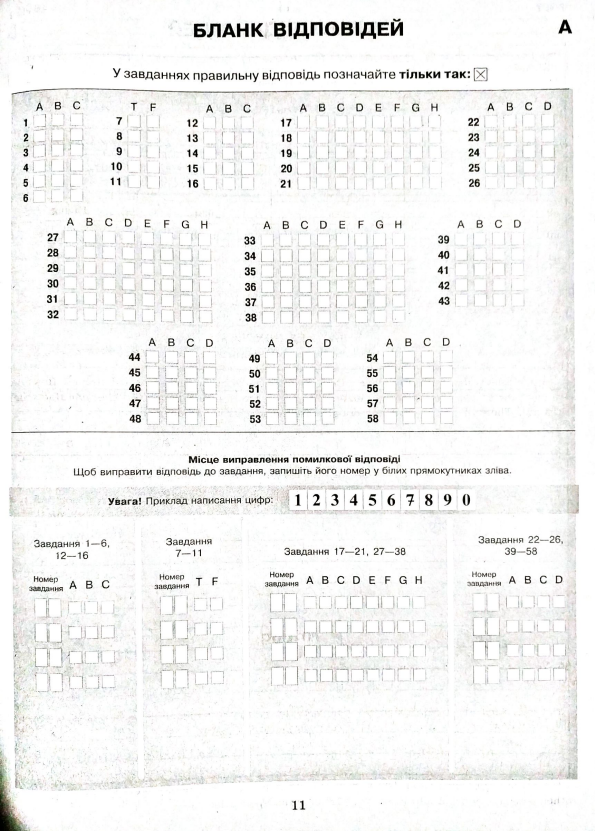 БЛАНК ВІДПОВІДЕЙ
А
У завданнях правильну відповідь позначайте тільки так:
A B C
1
2
3
4
5
6
T F
7
8
9
10
11
A B C
12
13
14
15
16
A B C D E F G H
17
18
19
20
21
A B C D
22
23
24
25
26
A B C D E F G H
27
28
29
30
31
32
A B C D E F G H
33
34
35
36
37
38
A B C D
39
40
41
42
43
A B C D
44
45
46
47
48
A B C D
49
50
51
52
53
A B C D
54
55
56
57
58
Місце виправлення помилкової відповіді
Щоб виправити відповідь до завдання, запишіть його номер у білих прямокутниках зліва.
Увага! Приклад написання цифр: 1 2 3 4 5 6 7 8 9 0
Завдання 1—6,
12—16
Номер
завдання A B C
Завдання
7—11
Номер
завдання T F
Завдання 17—21, 27—38
Номер
завдання A B C D E F G H
Завдання 22—26,
39—58
Номер
завдання A B C D
11